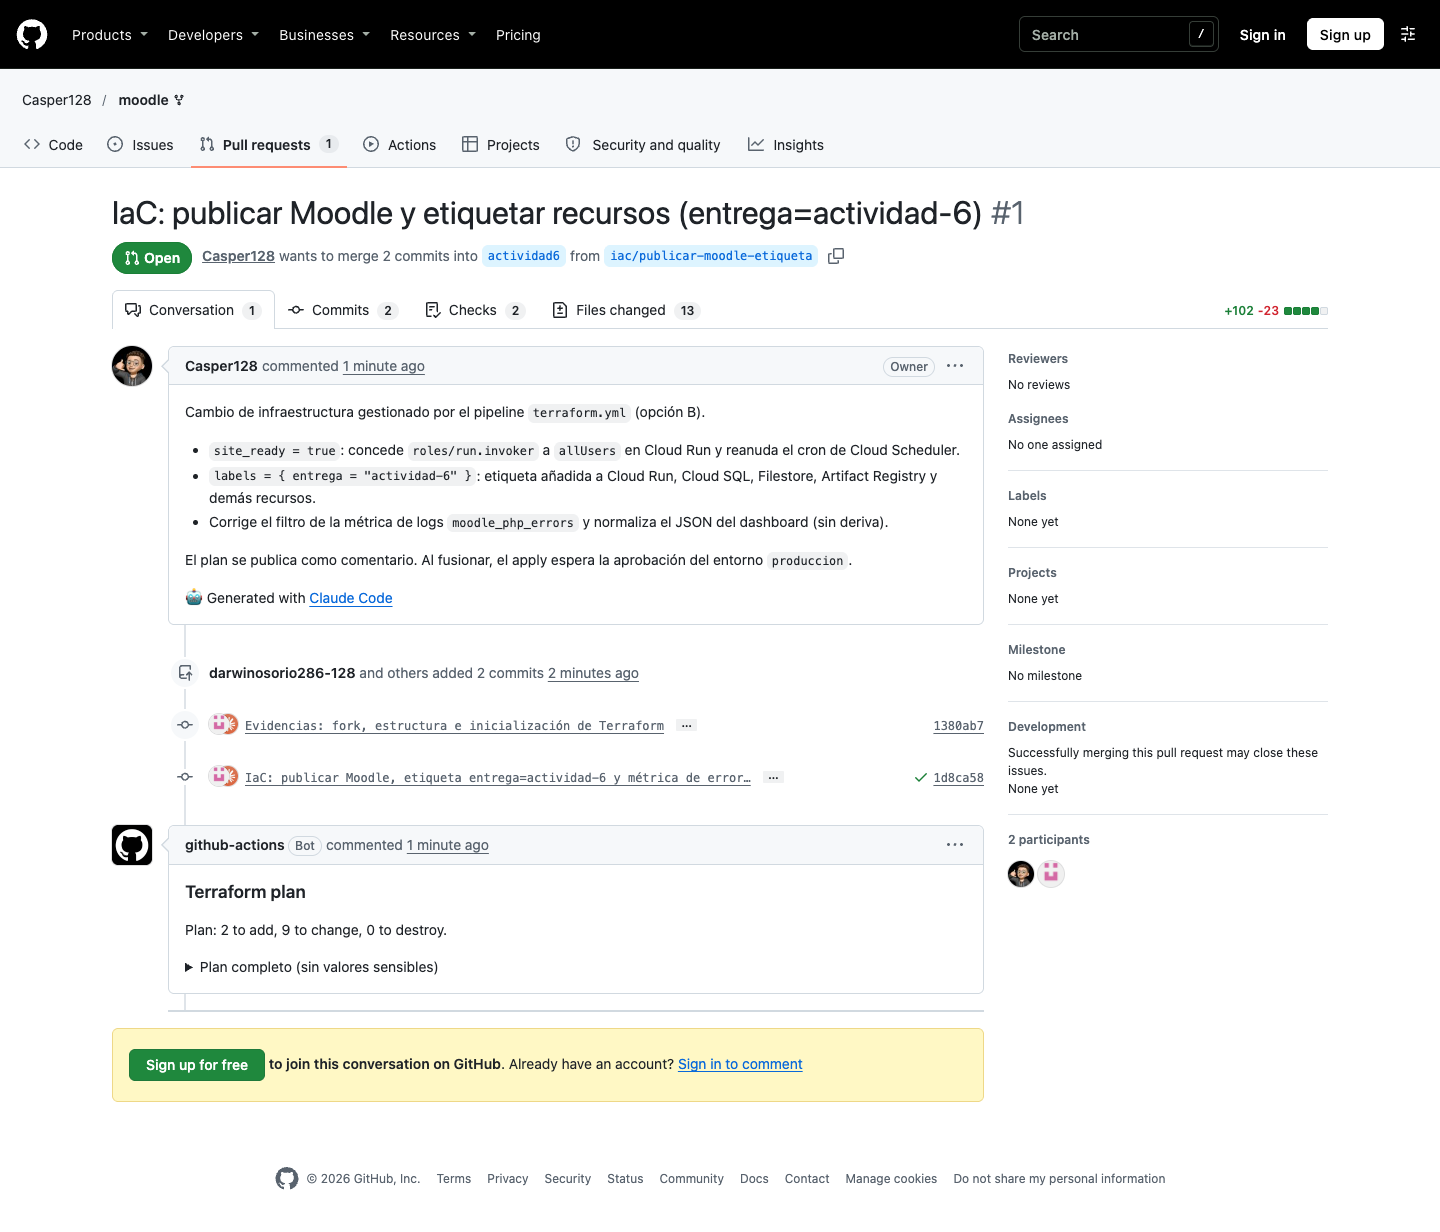 Products Developers Businesses Resources Pricing Search / Sign in Sign up
Casper128 / moodle
Code Issues Pull requests 1 Actions Projects Security and quality Insights
IaC: publicar Moodle y etiquetar recursos (entrega=actividad-6) #1
Open Casper128 wants to merge 2 commits into actividad6 from iac/publicar-moodle-etiqueta
Conversation 1 Commits 2 Checks 2 Files changed 13 +102 -23
Casper128 commented 1 minute ago Owner ···
Cambio de infraestructura gestionado por el pipeline terraform.yml (opción B).
• site_ready = true: concede roles/run.invoker a allUsers en Cloud Run y reanuda el cron de Cloud Scheduler.
• labels = { entrega = "actividad-6" }: etiqueta añadida a Cloud Run, Cloud SQL, Filestore, Artifact Registry y
demás recursos.
• Corrige el filtro de la métrica de logs moodle_php_errors y normaliza el JSON del dashboard (sin deriva).
El plan se publica como comentario. Al fusionar, el apply espera la aprobación del entorno produccion.
🤖 Generated with Claude Code
darwinosorio286-128 and others added 2 commits 2 minutes ago
Evidencias: fork, estructura e inicialización de Terraform ... 1380ab7
IaC: publicar Moodle, etiqueta entrega=actividad-6 y métrica de error… ... 1d8ca58
github-actions Bot commented 1 minute ago ···
Terraform plan
Plan: 2 to add, 9 to change, 0 to destroy.
Plan completo (sin valores sensibles)
Sign up for free to join this conversation on GitHub. Already have an account? Sign in to comment
Reviewers
No reviews
Assignees
No one assigned
Labels
None yet
Projects
None yet
Milestone
No milestone
Development
Successfully merging this pull request may close these
issues.
None yet
2 participants
© 2026 GitHub, Inc. Terms Privacy Security Status Community Docs Contact Manage cookies Do not share my personal information